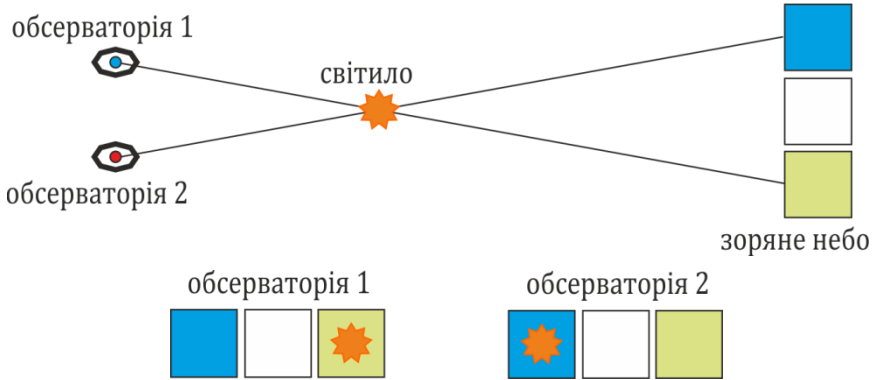 обсерваторія 1
світило
обсерваторія 2
зоряне небо
обсерваторія 1
обсерваторія 2